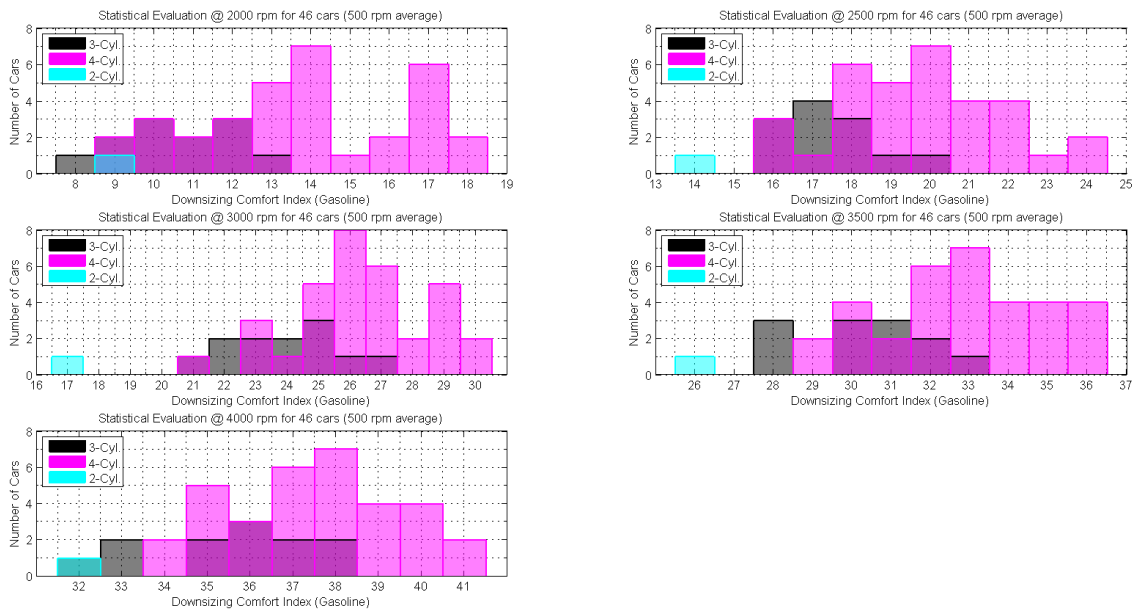 Statistical Evaluation @ 2000 rpm for 46 cars (500 rpm average)
8
6
4
2
0
Number of Cars
3-Cyl.
4-Cyl.
2-Cyl.
8 9 10 11 12 13 14 15 16 17 18 19
Downsizing Comfort Index (Gasoline)
Statistical Evaluation @ 2500 rpm for 46 cars (500 rpm average)
8
6
4
2
0
Number of Cars
3-Cyl.
4-Cyl.
2-Cyl.
13 14 15 16 17 18 19 20 21 22 23 24 25
Downsizing Comfort Index (Gasoline)
Statistical Evaluation @ 3000 rpm for 46 cars (500 rpm average)
8
6
4
2
0
Number of Cars
3-Cyl.
4-Cyl.
2-Cyl.
16 17 18 19 20 21 22 23 24 25 26 27 28 29 30
Downsizing Comfort Index (Gasoline)
Statistical Evaluation @ 3500 rpm for 46 cars (500 rpm average)
8
6
4
2
0
Number of Cars
3-Cyl.
4-Cyl.
2-Cyl.
25 26 27 28 29 30 31 32 33 34 35 36 37
Downsizing Comfort Index (Gasoline)
Statistical Evaluation @ 4000 rpm for 46 cars (500 rpm average)
8
6
4
2
0
Number of Cars
3-Cyl.
4-Cyl.
2-Cyl.
32 33 34 35 36 37 38 39 40 41
Downsizing Comfort Index (Gasoline)